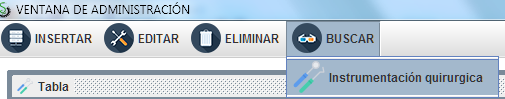 VENTANA DE ADMINISTRACIÓN
INSERTAR EDITAR ELIMINAR BUSCAR
Instrumentación quirurgica
Tabla